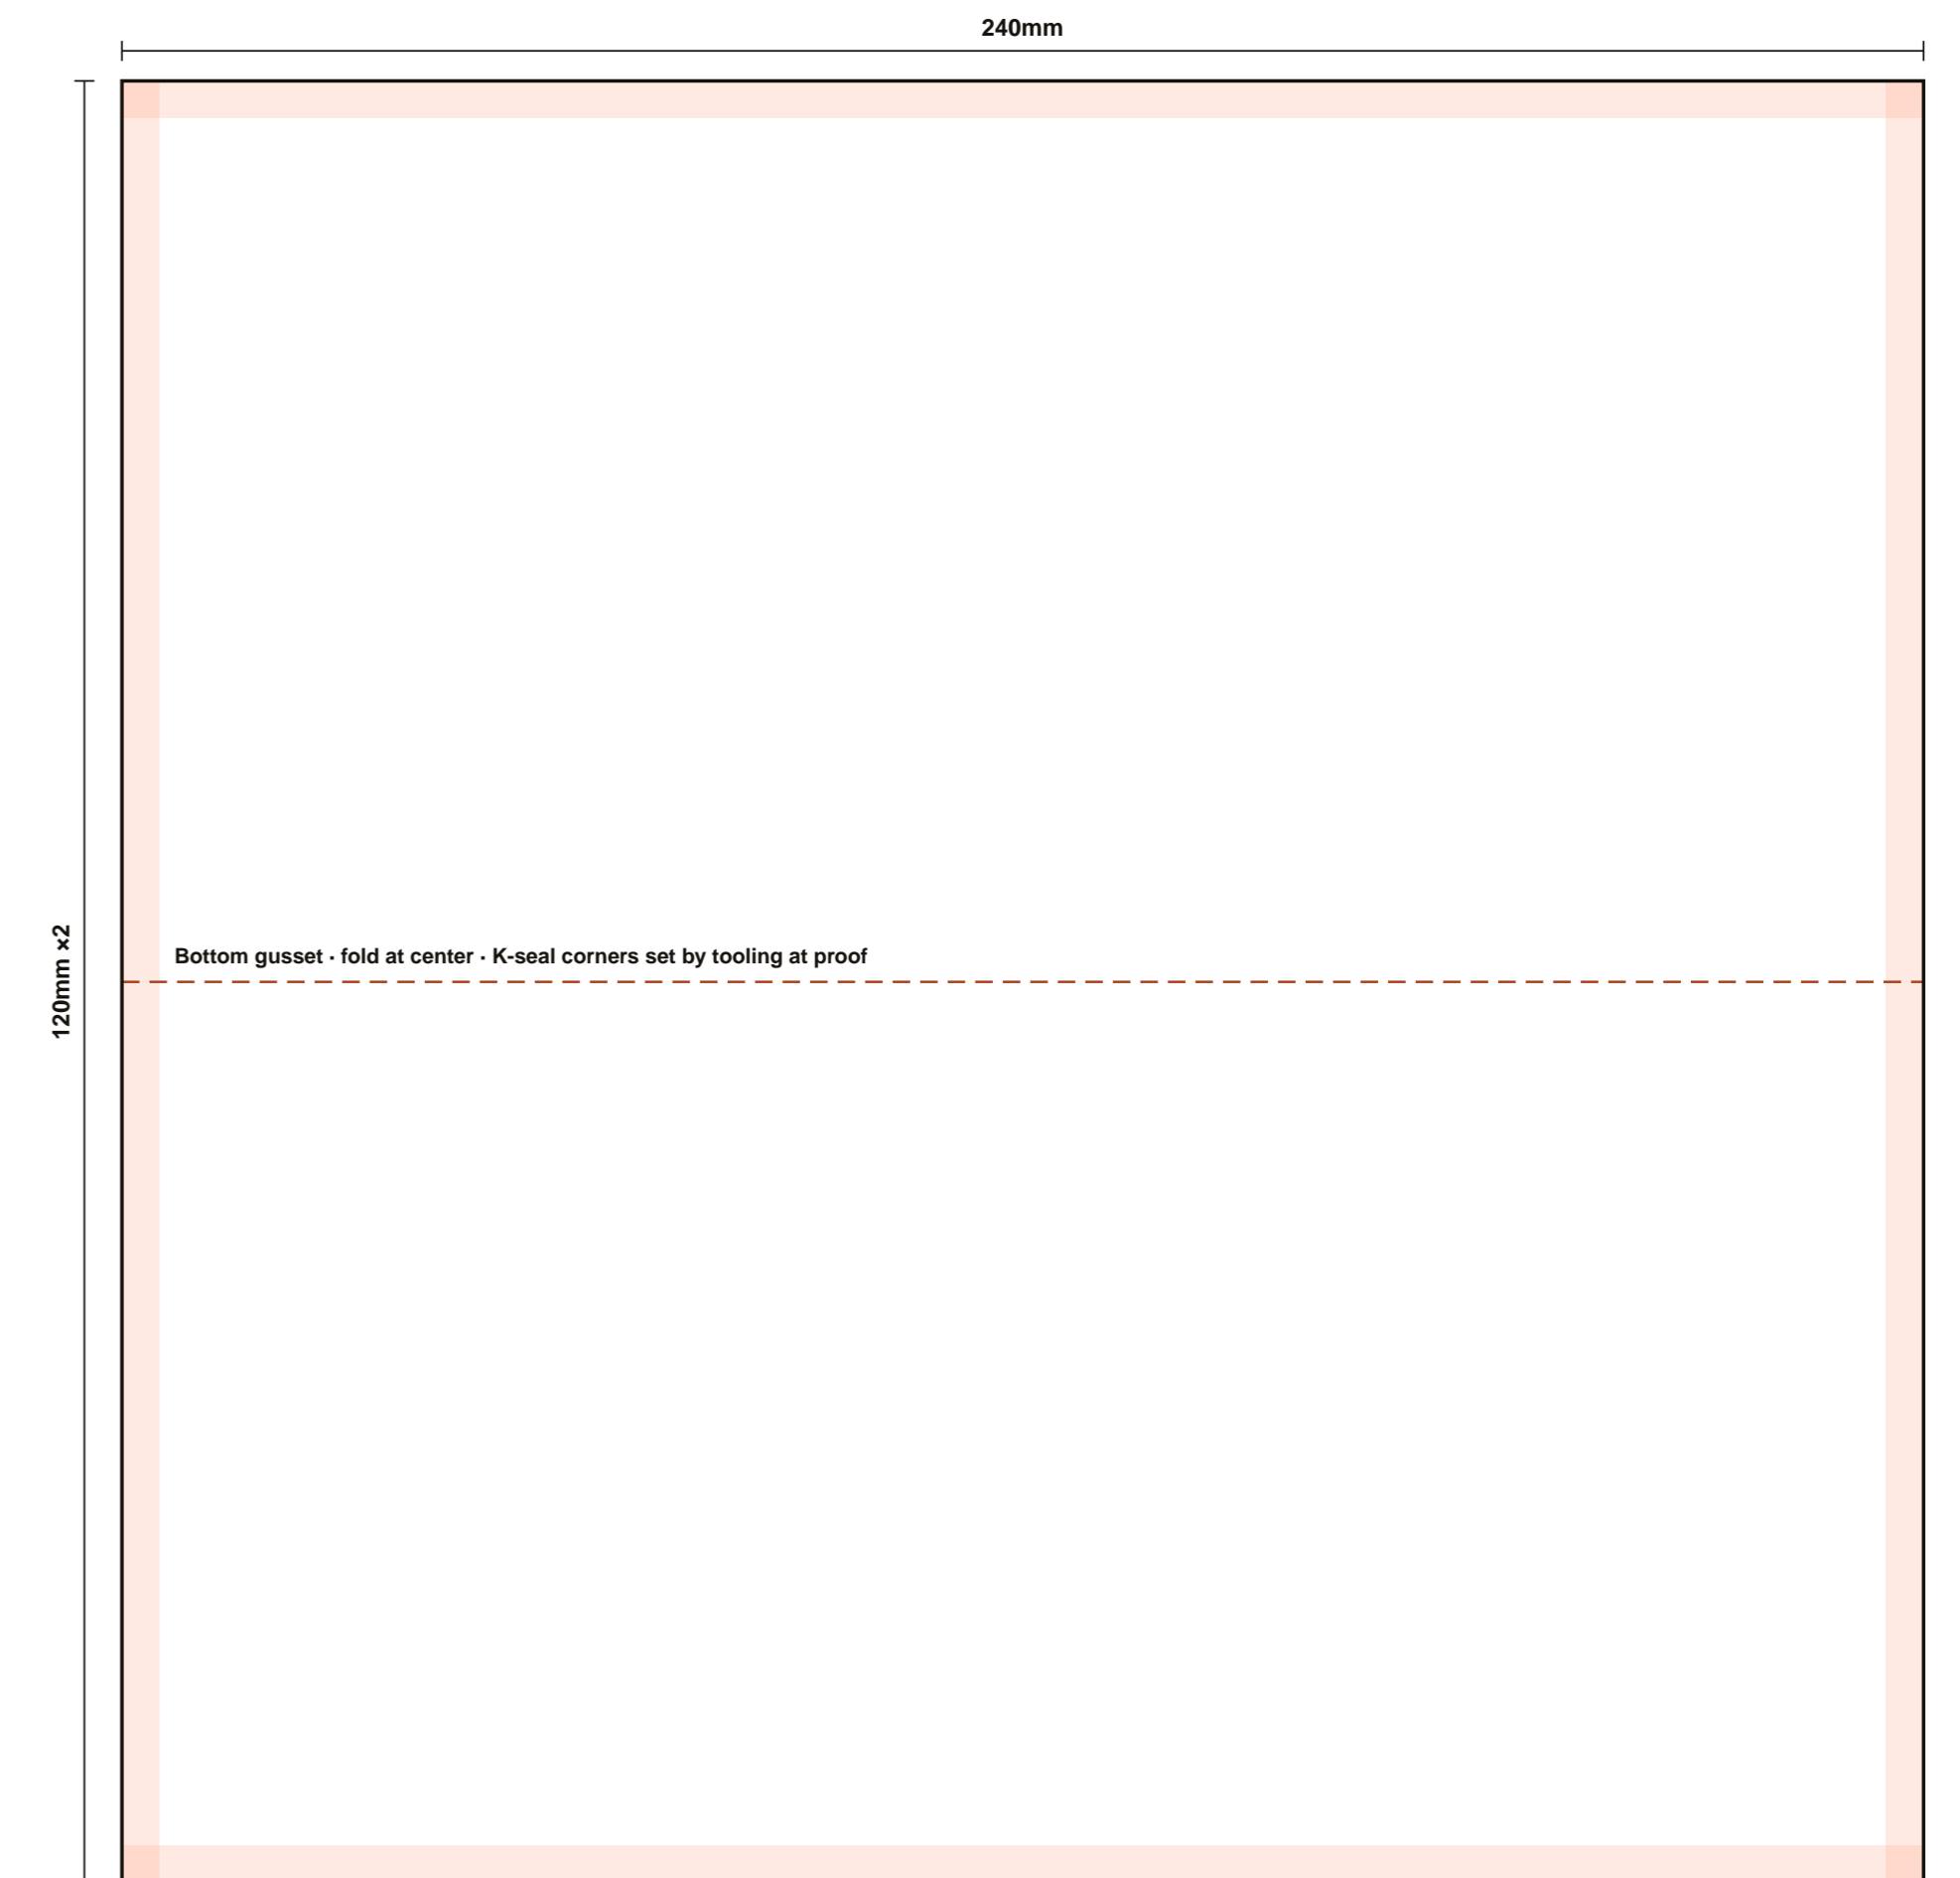 240mm
120mm ×2
Bottom gusset · fold at center · K-seal corners set by tooling at proof